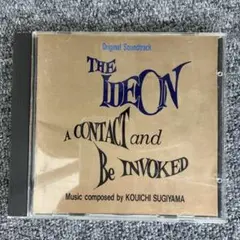 Original Soundtrack
THE IDEON
A CONTACT and
Be INVOKED
Music composed by KOUICHI SUGIYAMA